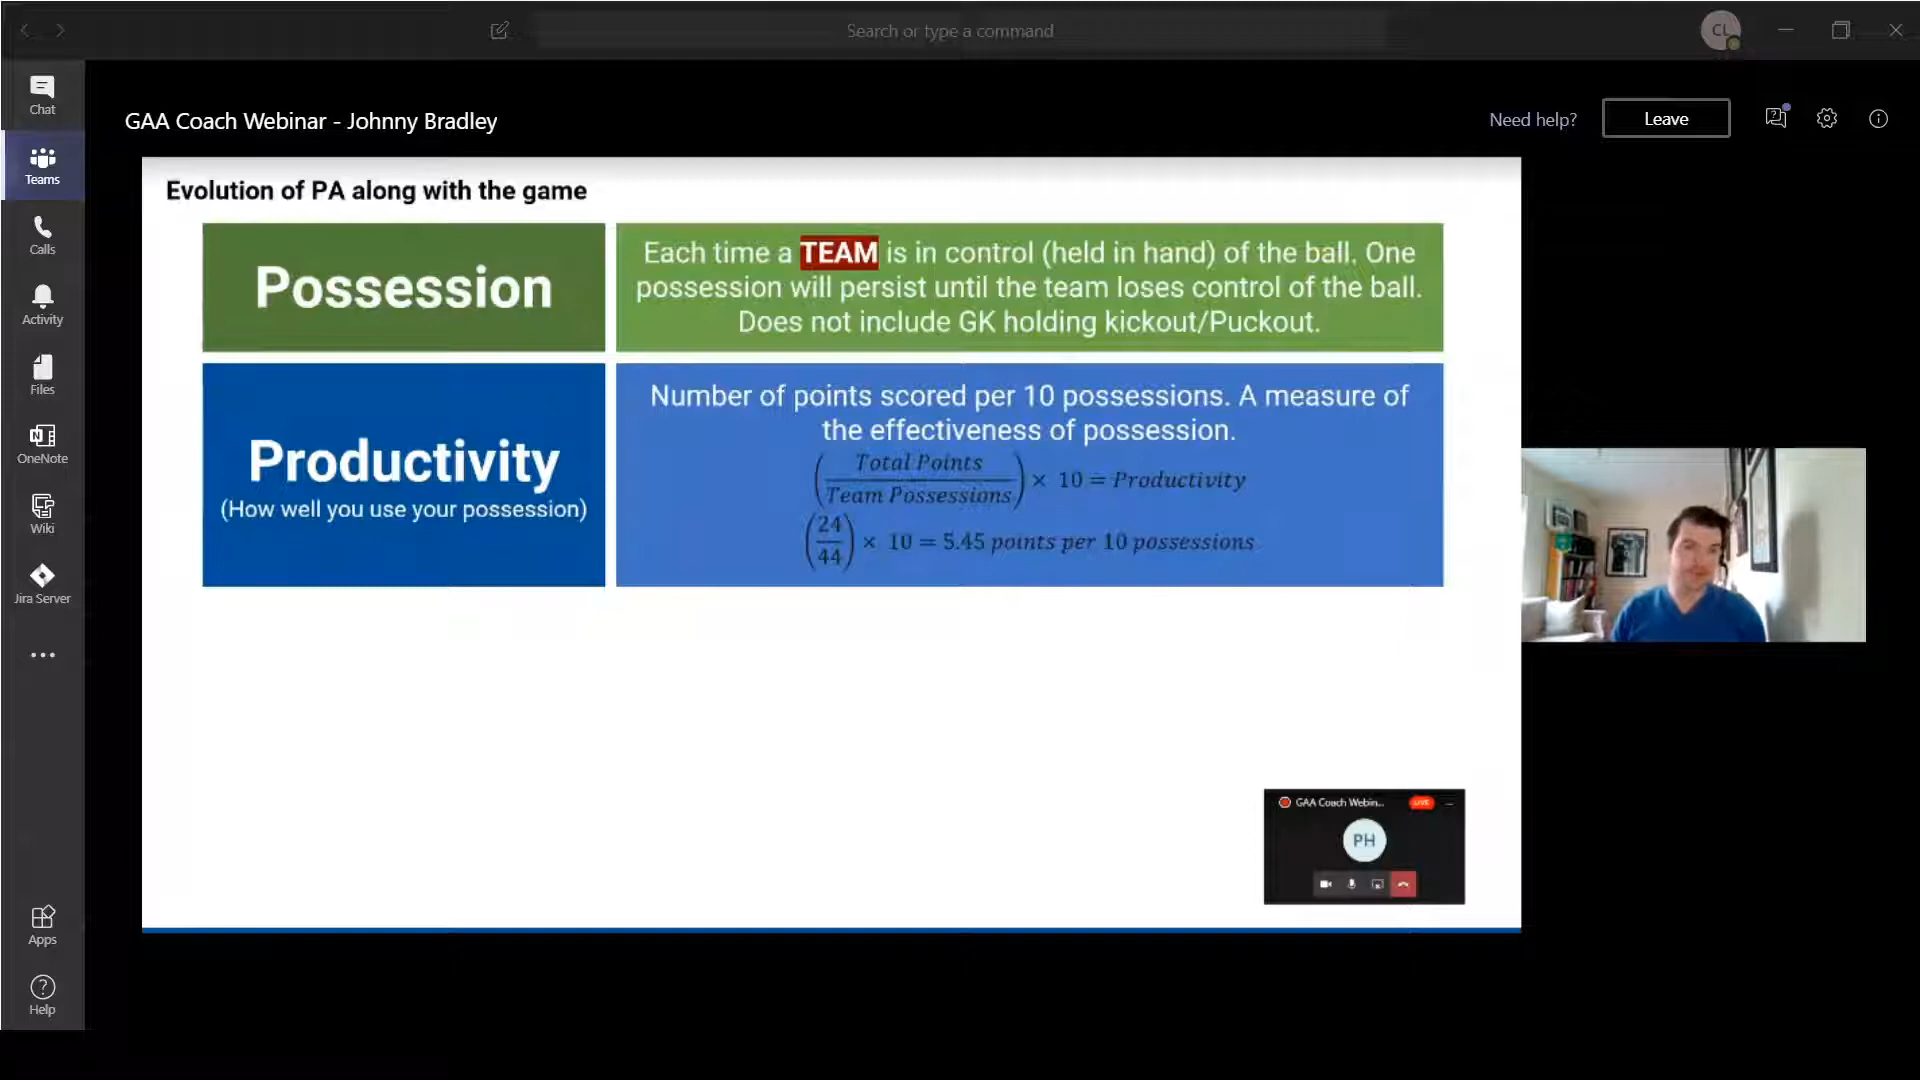 Search or type a command
CL
Chat
Teams
Calls
Activity
Files
OneNote
Wiki
Jira Server
Apps
Help
GAA Coach Webinar - Johnny Bradley
Need help?
Leave
Evolution of PA along with the game
Possession
Each time a TEAM is in control (held in hand) of the ball. One
possession will persist until the team loses control of the ball.
Does not include GK holding kickout/Puckout.
Productivity
(How well you use your possession)
Number of points scored per 10 possessions. A measure of
the effectiveness of possession.
(Total Points / Team Possessions) × 10 = Productivity
(24 / 44) × 10 = 5.45 points per 10 possessions
GAA Coach Webin...
LIVE
PH